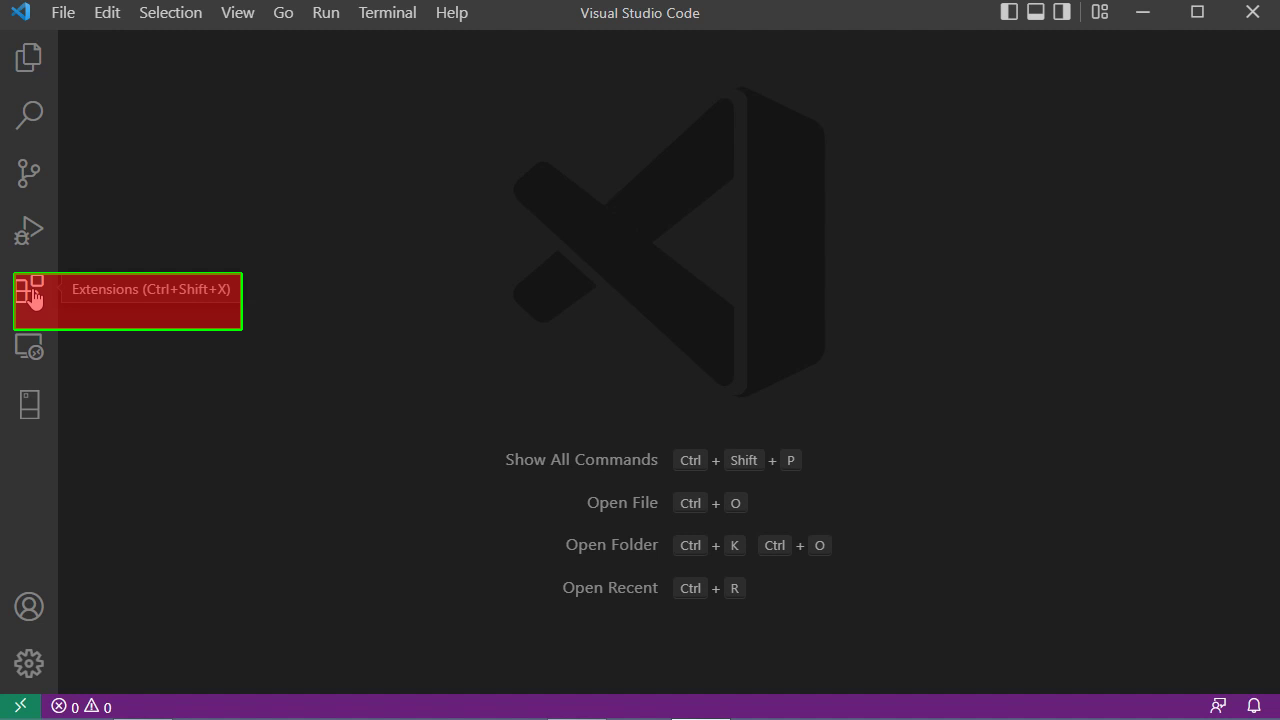 File Edit Selection View Go Run Terminal Help Visual Studio Code
Extensions (Ctrl+Shift+X)
Show All Commands Ctrl + Shift + P
Open File Ctrl + O
Open Folder Ctrl + K Ctrl + O
Open Recent Ctrl + R
0 0